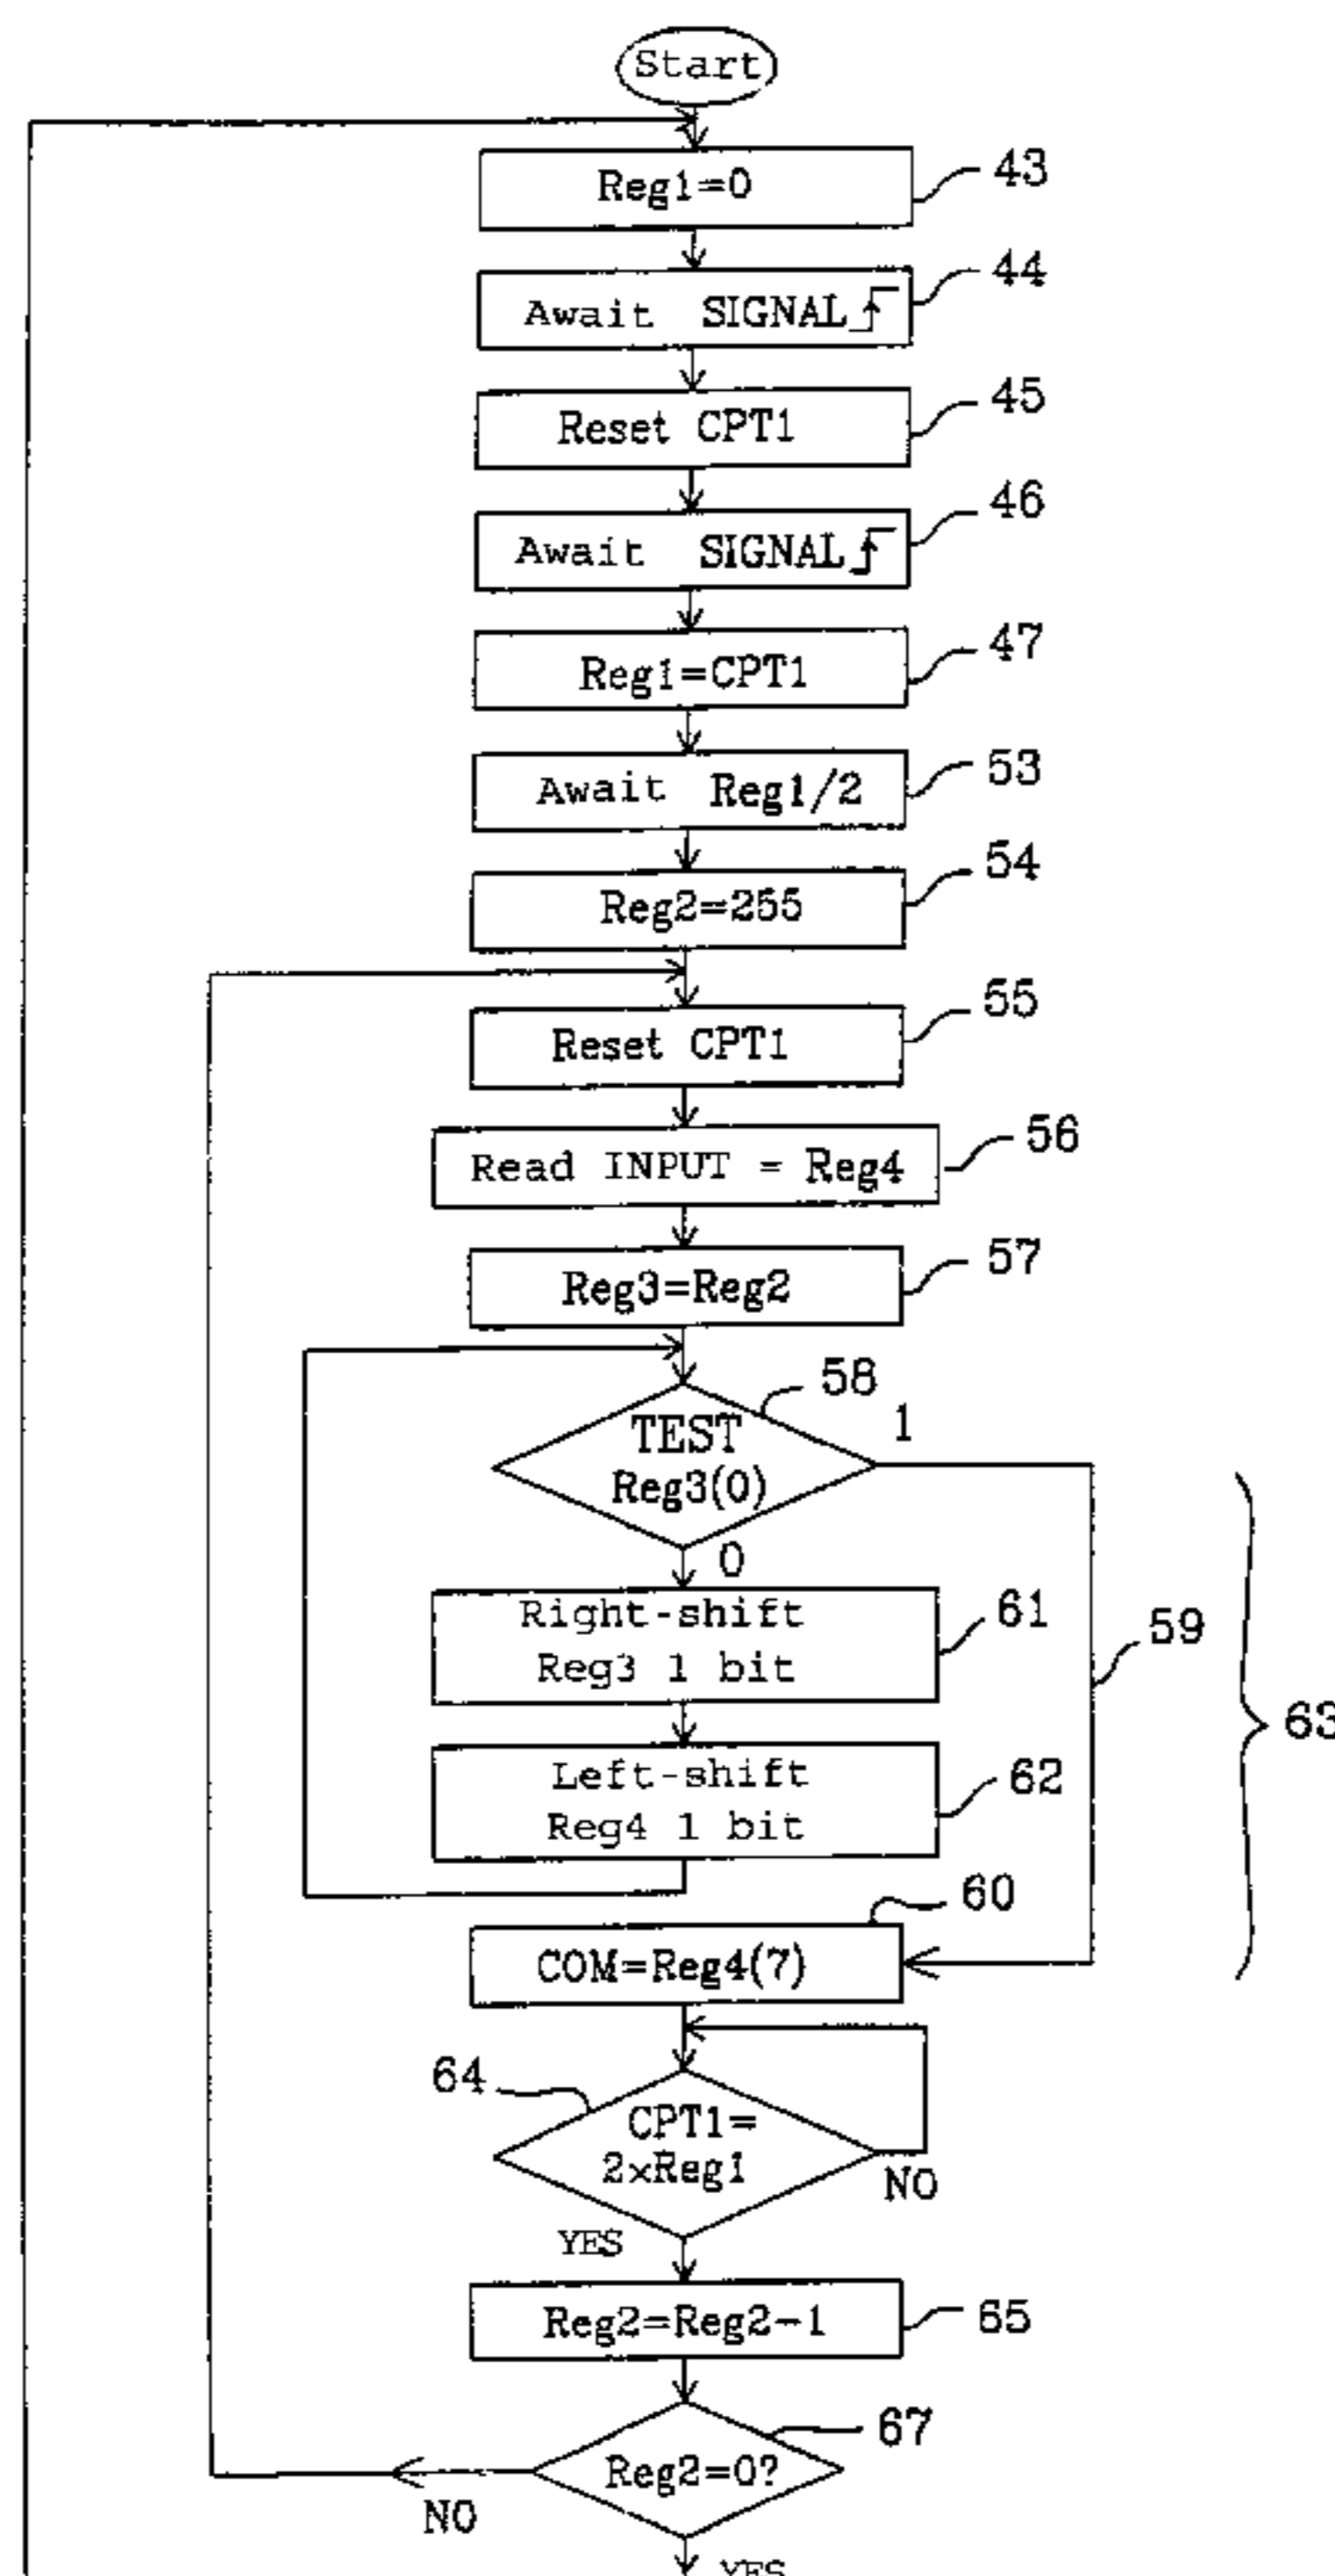 Start
Reg1=0
43
Await SIGNAL
44
Reset CPT1
45
Await SIGNAL
46
Reg1=CPT1
47
Await Reg1/2
53
Reg2=255
54
Reset CPT1
55
Read INPUT = Reg4
56
Reg3=Reg2
57
58
TEST
Reg3(0)
1
0
Right-shift
Reg3 1 bit
61
59
63
Left-shift
Reg4 1 bit
62
60
COM=Reg4(7)
64
CPT1=
2×Reg1
NO
YES
Reg2=Reg2-1
65
67
Reg2=0?
NO
YES